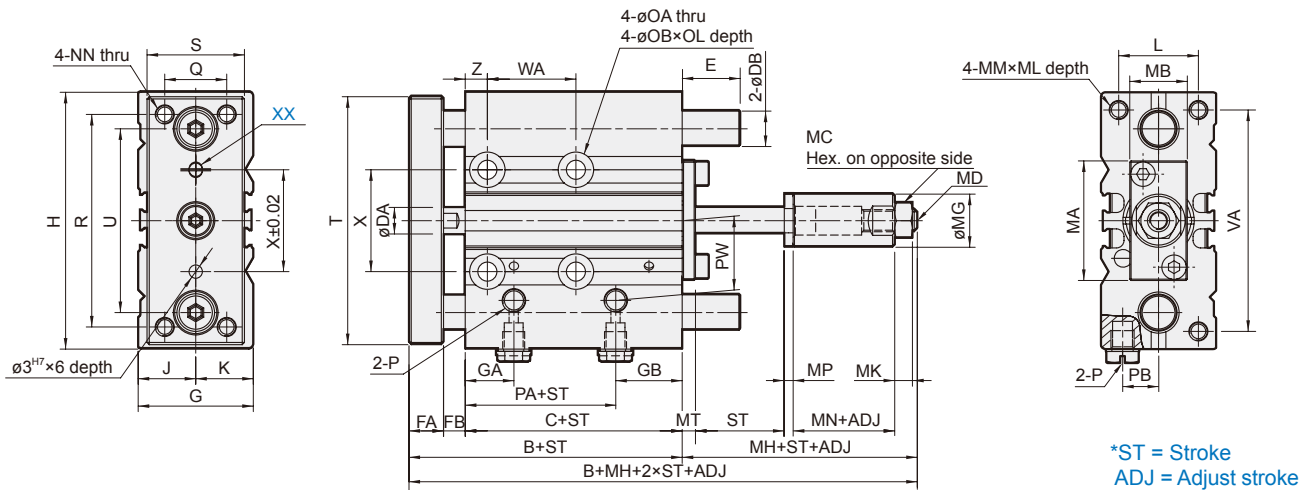 4-NN thru
S
Q
XX
H
R
U
X±0.02
ø3H7×6 depth
J
K
G
4-øOA thru
4-øOB×OL depth
Z
WA
E
2-øDB
MC
Hex. on opposite side
MD
T
X
øDA
PW
øMG
2-P
GA
GB
MP
MK
PA+ST
FA
FB
C+ST
MT
ST
MN+ADJ
B+ST
MH+ST+ADJ
B+MH+2×ST+ADJ
L
MB
4-MM×ML depth
MA
VA
2-P
PB
*ST = Stroke
ADJ = Adjust stroke